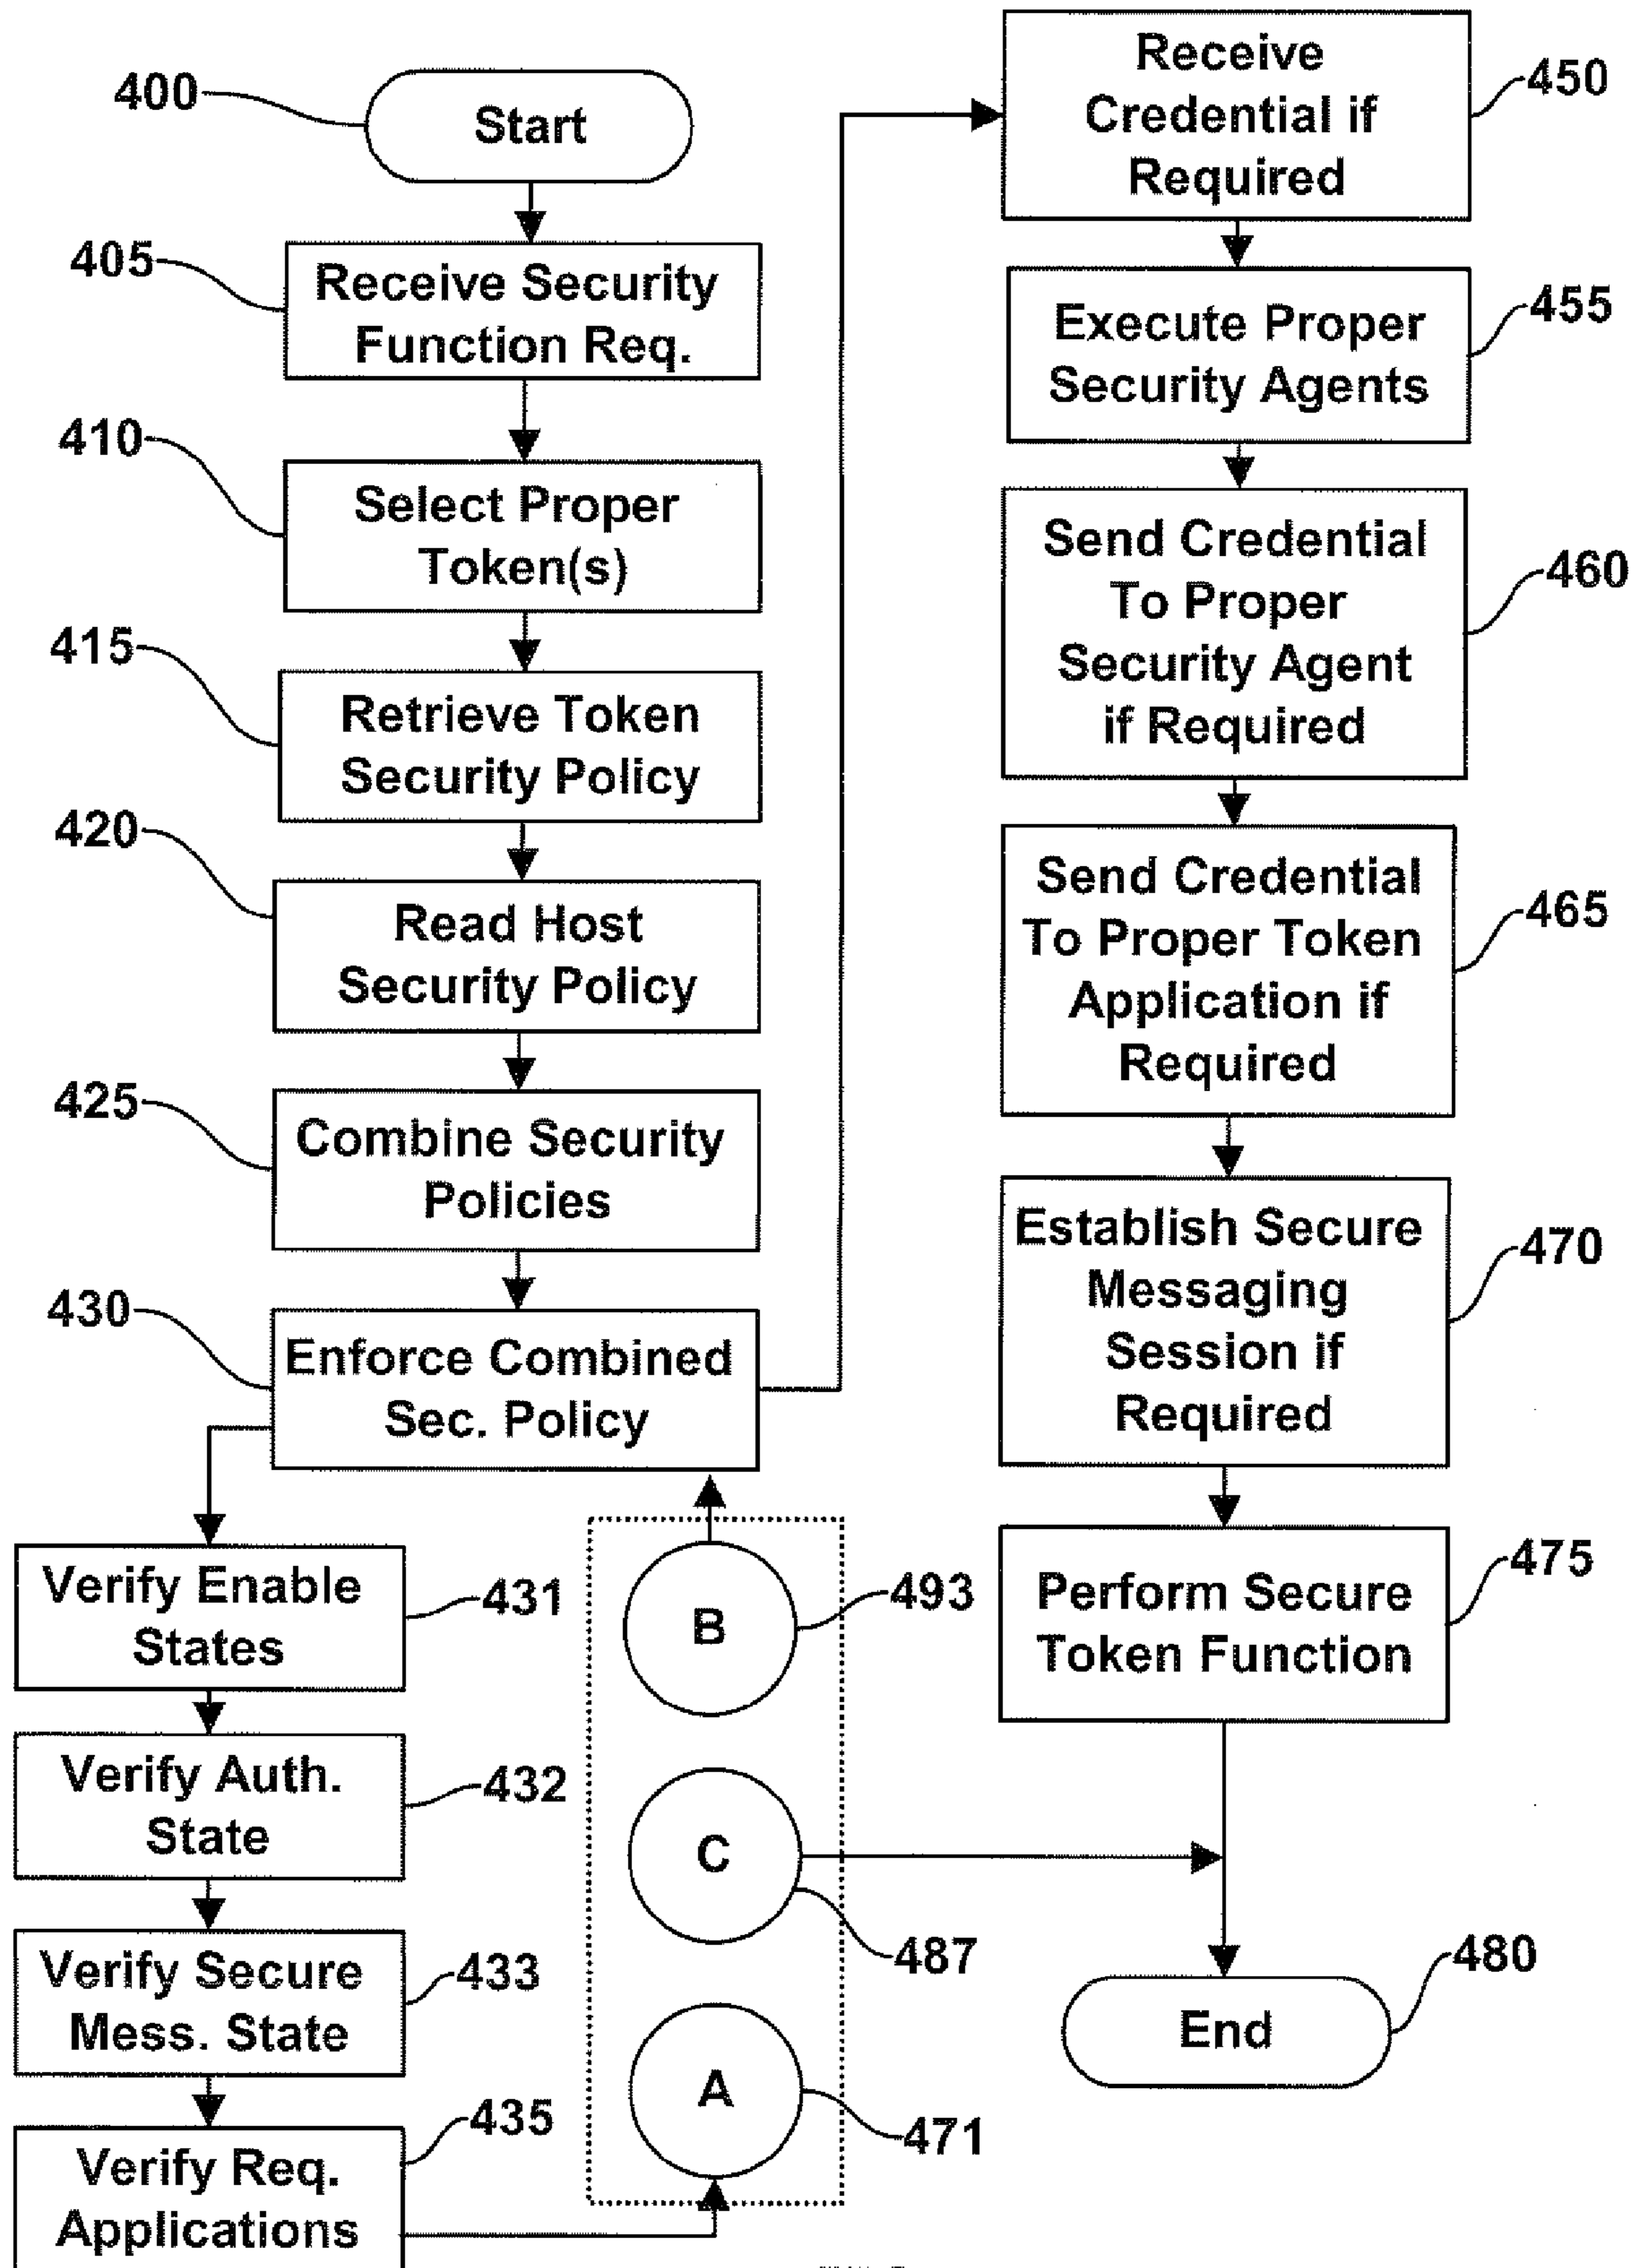 400
Start
405
Receive Security
Function Req.
410
Select Proper
Token(s)
415
Retrieve Token
Security Policy
420
Read Host
Security Policy
425
Combine Security
Policies
430
Enforce Combined
Sec. Policy
Verify Enable
States
431
Verify Auth.
State
432
Verify Secure
Mess. State
433
Verify Req.
Applications
435
B
493
C
487
A
471
Receive
Credential if
Required
450
Execute Proper
Security Agents
455
Send Credential
To Proper
Security Agent
if Required
460
Send Credential
To Proper Token
Application if
Required
465
Establish Secure
Messaging
Session if
Required
470
Perform Secure
Token Function
475
End
480